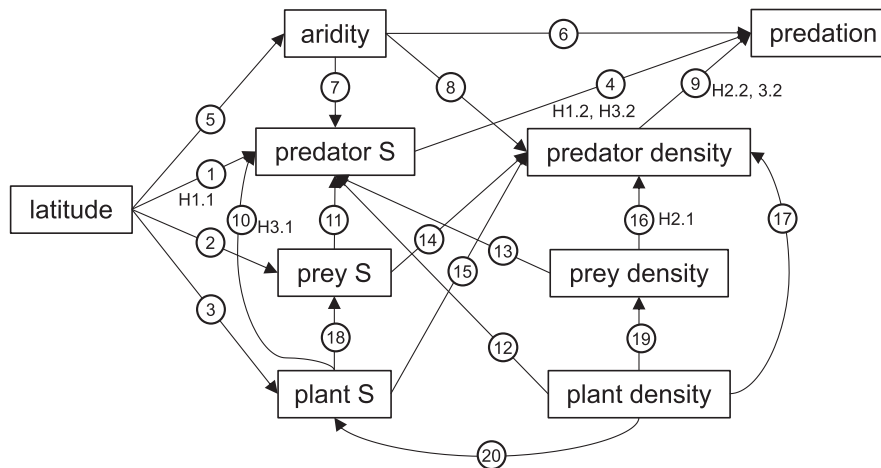 aridity
6
predation
5
7
8
4
9
H2.2, 3.2
H1.2, H3.2
predator S
predator density
1
H1.1
latitude
10
H3.1
11
14
13
16
H2.1
17
2
15
prey S
prey density
3
18
12
19
plant S
plant density
20